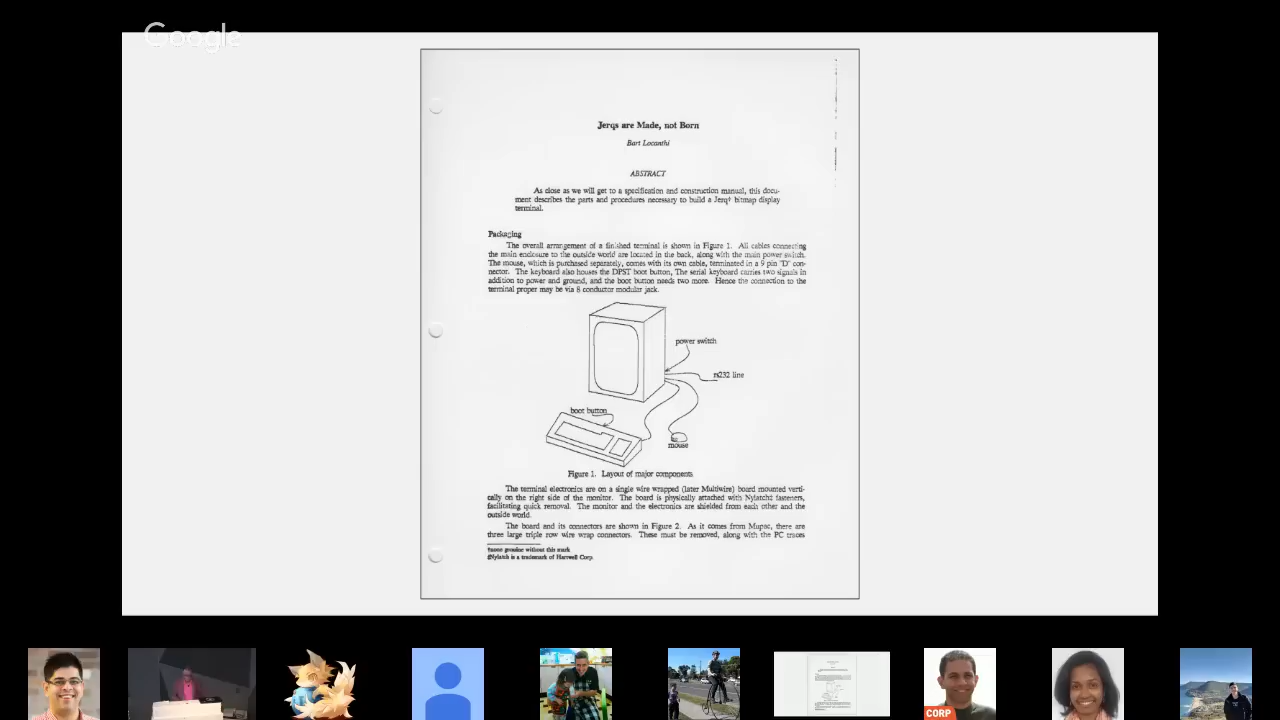 Google
Jerqs are Made, not Born
Bart Locanthi
ABSTRACT
As close as we will get to a specification and construction manual, this docu-
ment describes the parts and procedures necessary to build a Jerq† bitmap display
terminal.
Packaging
The overall arrangement of a finished terminal is shown in Figure 1. All cables connecting
the main enclosure to the outside world are located in the back, along with the main power switch.
The mouse, which is purchased separately, comes with its own cable, terminated in a 9 pin "D" con-
nector. The keyboard also houses the DPST boot button, The serial keyboard carries two signals in
addition to power and ground, and the boot button needs two more. Hence the connection to the
terminal proper may be via 8 conductor modular jack.
power switch
rs232 line
boot button
mouse
Figure 1. Layout of major components
The terminal electronics are on a single wire wrapped (later Multiwire) board mounted verti-
cally on the right side of the monitor. The board is physically attached with Nylatch‡ fasteners,
facilitating quick removal. The monitor and the electronics are shielded from each other and the
outside world.
The board and its connectors are shown in Figure 2. As it comes from Mupac, there are
three large triple row wire wrap connectors. These must be removed, along with the PC traces
†none genuine without this mark
‡Nylatch is a trademark of Hartwell Corp.
CORP